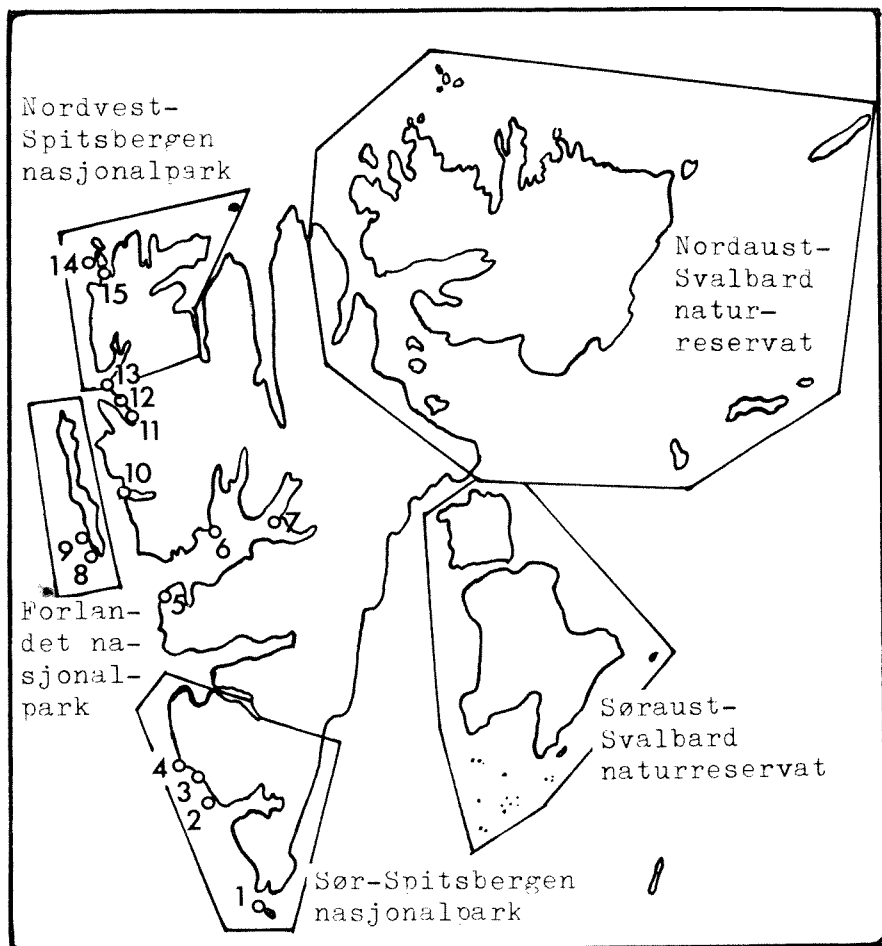 Nordvest-
Spitsbergen
nasjonalpark
Nordaust-
Svalbard
natur-
reservat
14
15
13
12
11
10
7
6
9
8
5
Forlan-
det na-
sjonal-
park
Søraust-
Svalbard
naturreservat
4
3
2
1
Sør-Spitsbergen
nasjonalpark